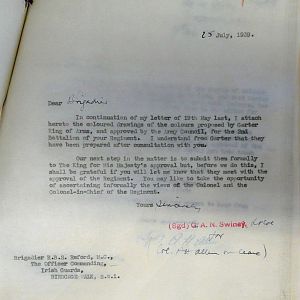 25 July, 1939.
Dear Brigadier
In continuation of my letter of 19th May last, I attach
hereto the coloured drawings of the colours proposed by Garter
King of Arms, and approved by the Army Council, for the 2nd
Battalion of your Regiment. I understand from Garter that they
have been prepared after consultation with you.
Our next step in the matter is to submit them formally
to The King for His Majesty's approval but, before we do this, I
shall be grateful if you will let me know that they meet with the
approval of the Regiment. You may like to take the opportunity
of ascertaining informally the views of the Colonel and the
Colonel-in-Chief of the Regiment.
Yours Sincerely
(Sgd) G. A. N. Swiney,
Brigadier R.B.S. Reford, M.C.,
The Officer Commanding,
Irish Guards,
BIRDCAGE WALK, S.W.1.